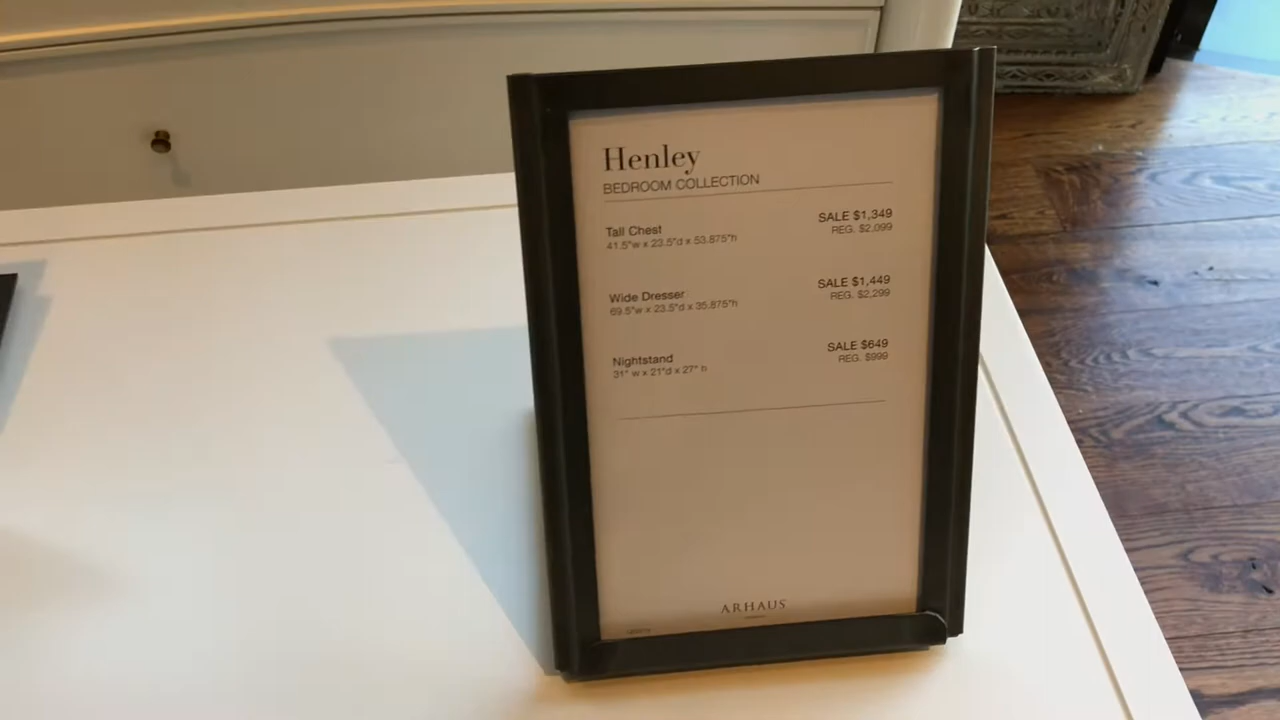 Henley
BEDROOM COLLECTION
Tall Chest
41.5"w x 23.5"d x 53.875"h
SALE $1,349
REG. $2,099
Wide Dresser
69.5"w x 23.5"d x 35.875"h
SALE $1,449
REG. $2,299
Nightstand
31" w x 21"d x 27" h
SALE $649
REG. $999
ARHAUS